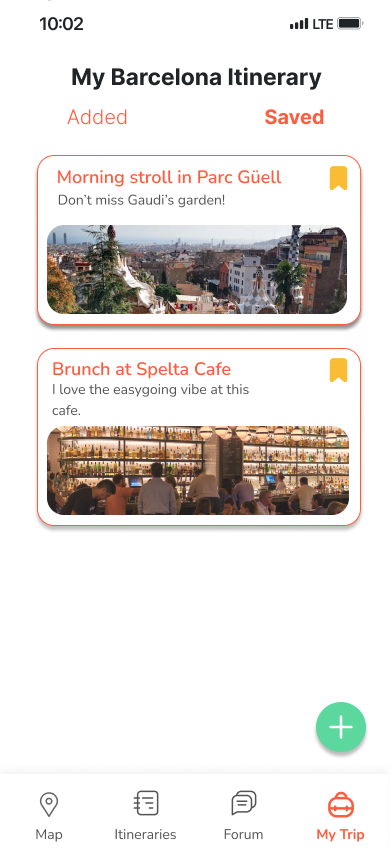 10:02
LTE
My Barcelona Itinerary
Added
Saved
Morning stroll in Parc Güell
Don't miss Gaudi's garden!
Brunch at Spelta Cafe
I love the easygoing vibe at this
cafe.
Map
Itineraries
Forum
My Trip